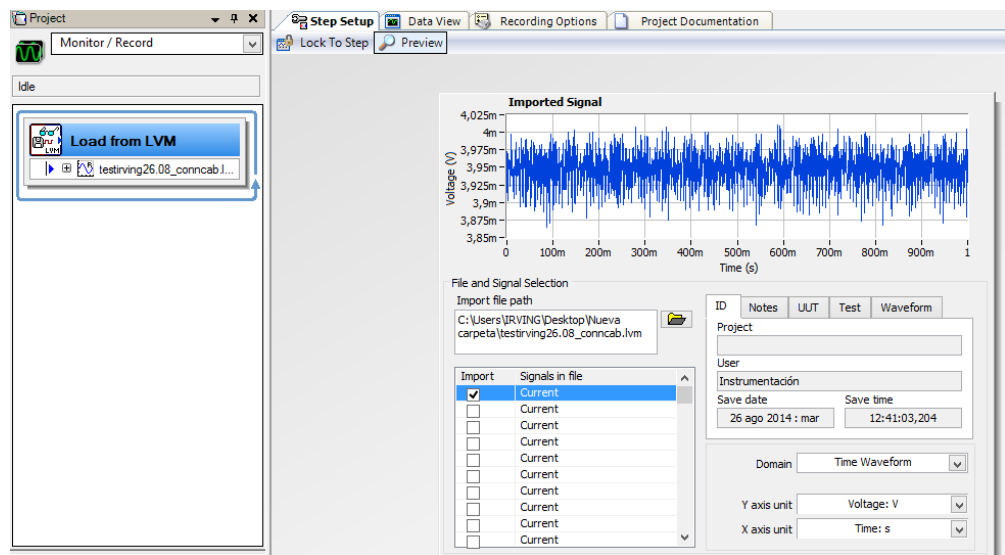 Project
Monitor / Record
Idle
Load from LVM
LVM
testirving26.08_conncab.l...
Step Setup
Data View
Recording Options
Project Documentation
Lock To Step
Preview
Imported Signal
Voltage (V)
4,025m
4m
3,975m
3,95m
3,925m
3,9m
3,875m
3,85m
0 100m 200m 300m 400m 500m 600m 700m 800m 900m 1
Time (s)
File and Signal Selection
Import file path
C:\Users\IRVING\Desktop\Nueva
carpeta\testirving26.08_conncab.lvm
Import Signals in file
Current
Current
Current
Current
Current
Current
Current
Current
Current
Current
ID Notes UUT Test Waveform
Project
User
Instrumentación
Save date Save time
26 ago 2014 : mar 12:41:03,204
Domain Time Waveform
Y axis unit Voltage: V
X axis unit Time: s